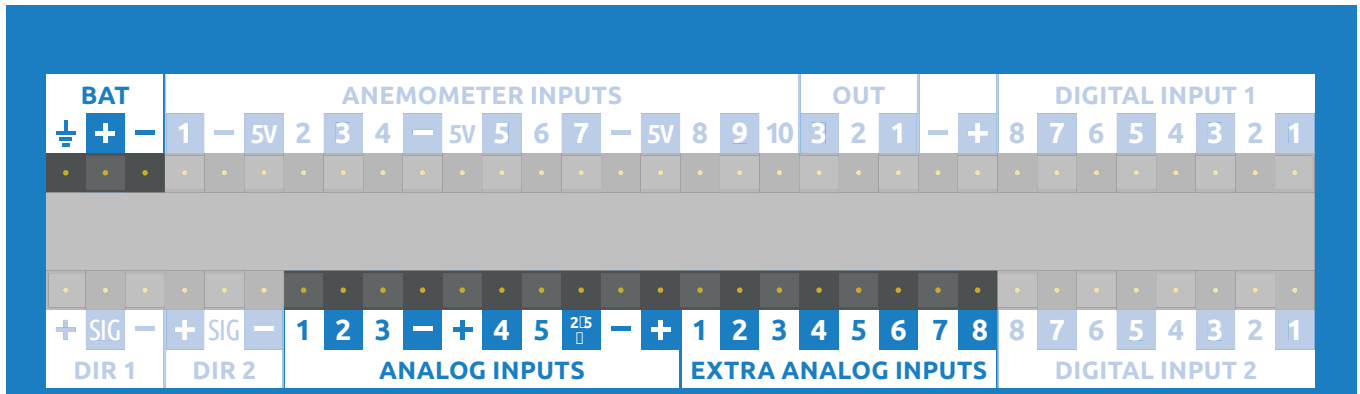 BAT ANEMOMETER INPUTS OUT DIGITAL INPUT 1
+ − 1 − 5V 2 3 4 − 5V 5 6 7 − 5V 8 9 10 3 2 1 − + 8 7 6 5 4 3 2 1
+ SIG − + SIG − 1 2 3 − + 4 5 2▯5 ▯ − + 1 2 3 4 5 6 7 8 8 7 6 5 4 3 2 1
DIR 1 DIR 2 ANALOG INPUTS EXTRA ANALOG INPUTS DIGITAL INPUT 2